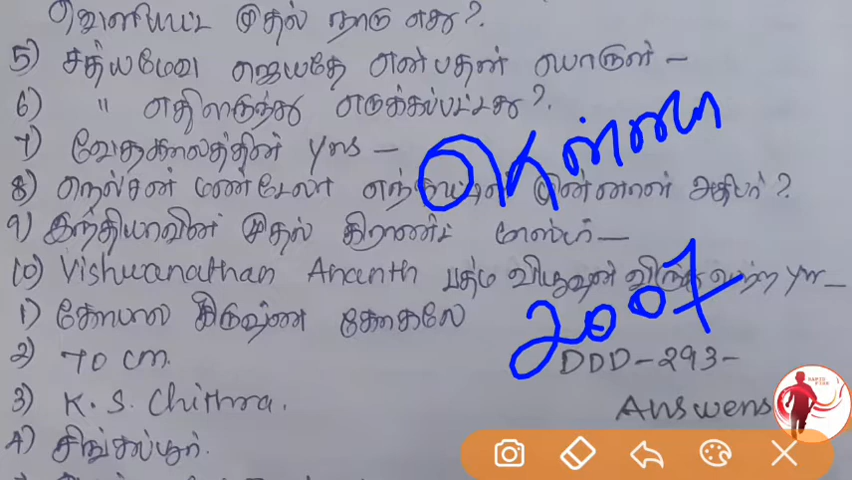 வெளியிட்ட முதல் நாடு எது?
5) சத்யமேவ ஜெயதே என்பதன் பொருள் –
6) " எதிலிருந்து எடுக்கப்பட்டது?
7) வேதகாலத்தின் yrs –
8) நெல்சன் மண்டேலா எந்நாட்டின் முன்னாள் அதிபர்?
9) இந்தியாவின் முதல் கிராண்ட் மாஸ்டர் –
10) Vishwanathan Ananth பத்ம விபூஷன் விருது பெற்ற yr –
1) கோபால கிருஷ்ண கோகலே
2) 70 cm.
3) K. S. Chithra.
4) சிங்கப்பூர்.
2007
DDD – 293 –
Answers